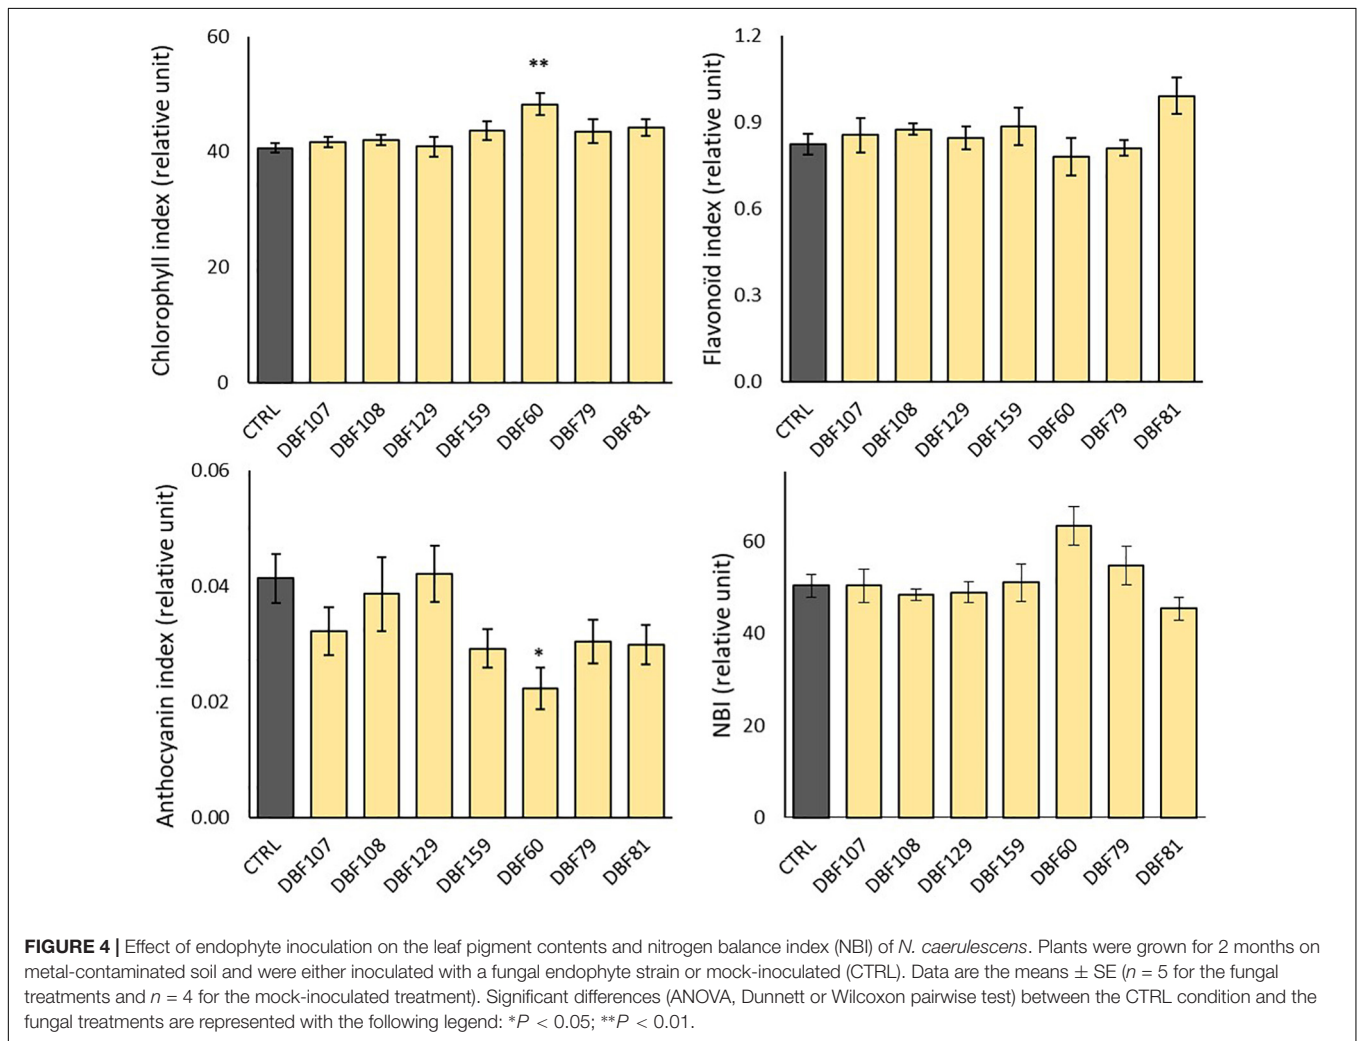 Chlorophyll index (relative unit)
60
40
20
0
**
CTRL
DBF107
DBF108
DBF129
DBF159
DBF60
DBF79
DBF81
Flavonoïd index (relative unit)
1.2
0.9
0.6
0.3
0.0
CTRL
DBF107
DBF108
DBF129
DBF159
DBF60
DBF79
DBF81
Anthocyanin index (relative unit)
0.06
0.04
0.02
0.00
*
CTRL
DBF107
DBF108
DBF129
DBF159
DBF60
DBF79
DBF81
NBI (relative unit)
60
40
20
0
CTRL
DBF107
DBF108
DBF129
DBF159
DBF60
DBF79
DBF81
FIGURE 4 | Effect of endophyte inoculation on the leaf pigment contents and nitrogen balance index (NBI) of N. caerulescens. Plants were grown for 2 months on
metal-contaminated soil and were either inoculated with a fungal endophyte strain or mock-inoculated (CTRL). Data are the means ± SE (n = 5 for the fungal
treatments and n = 4 for the mock-inoculated treatment). Significant differences (ANOVA, Dunnett or Wilcoxon pairwise test) between the CTRL condition and the
fungal treatments are represented with the following legend: *P < 0.05; **P < 0.01.